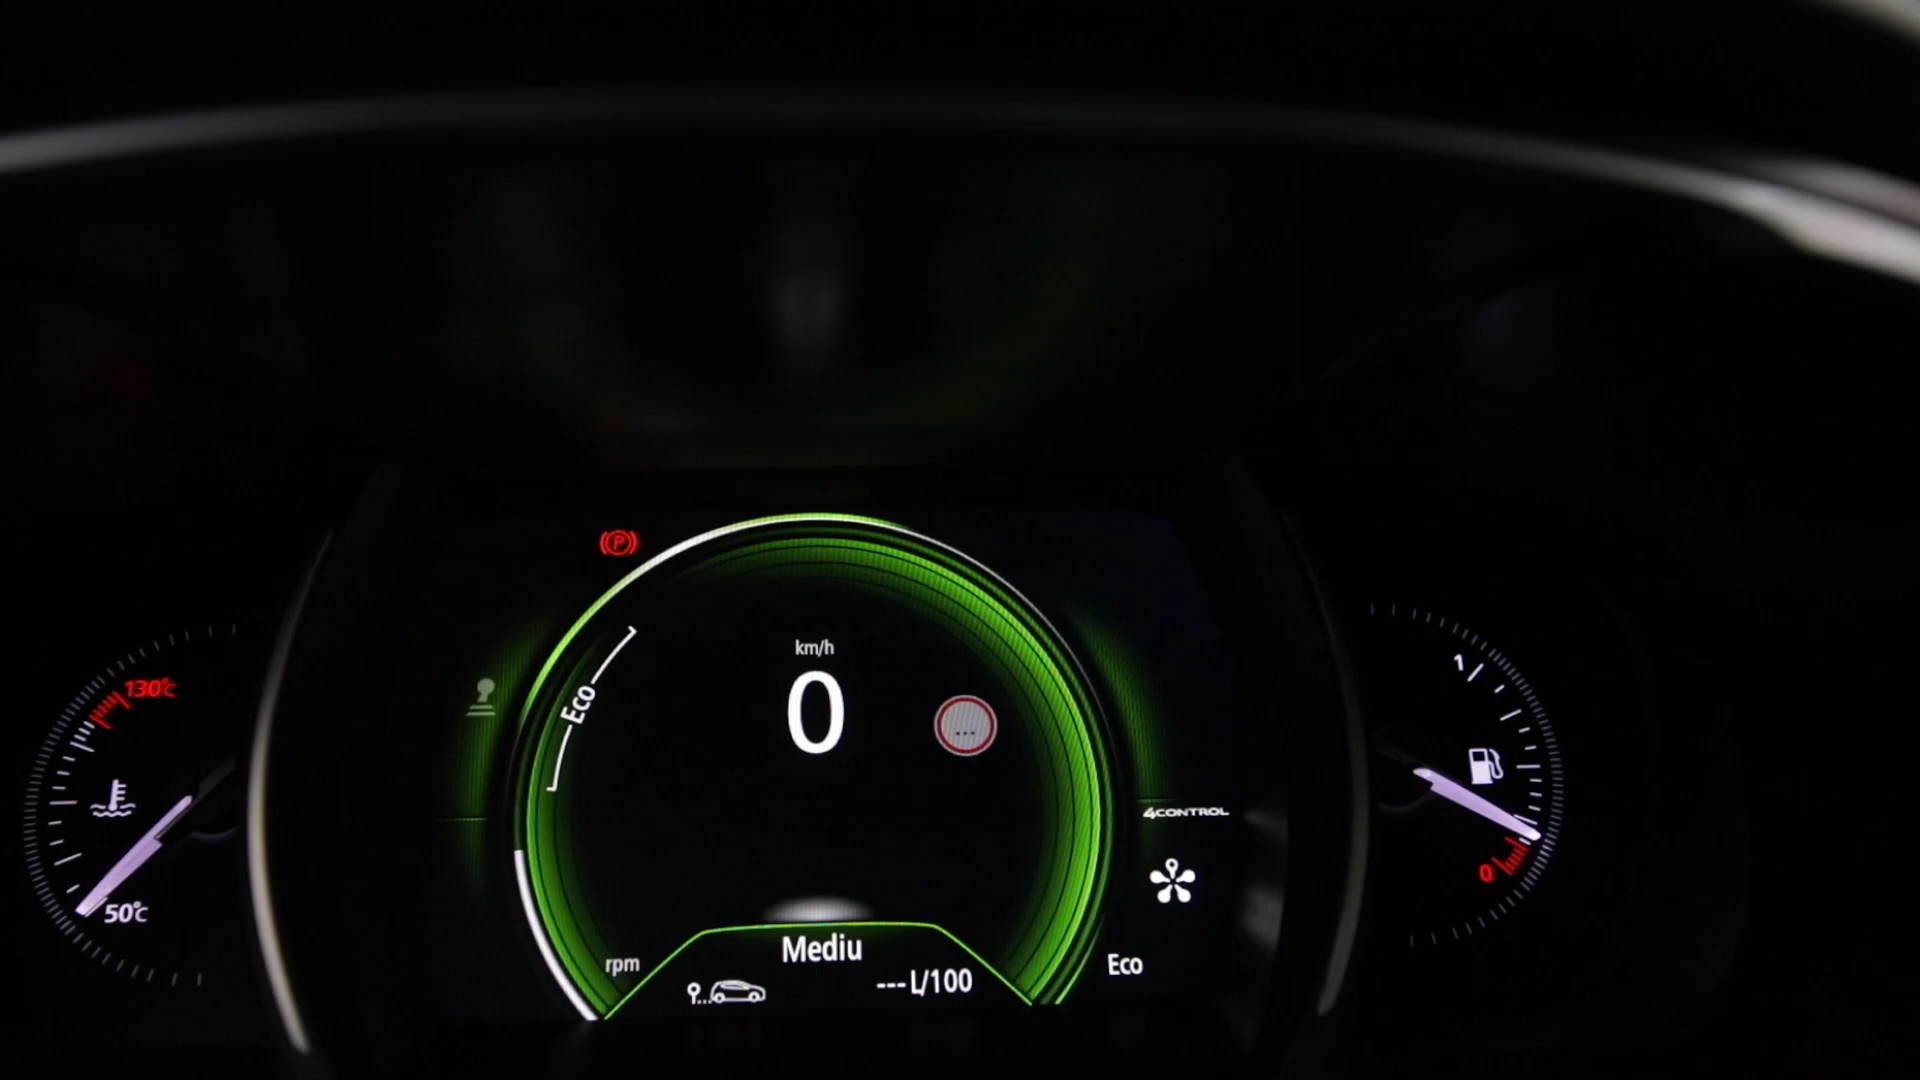 P
130°C
50°C
Eco
km/h
0
...
rpm
Mediu
---L/100
4CONTROL
Eco
1
0